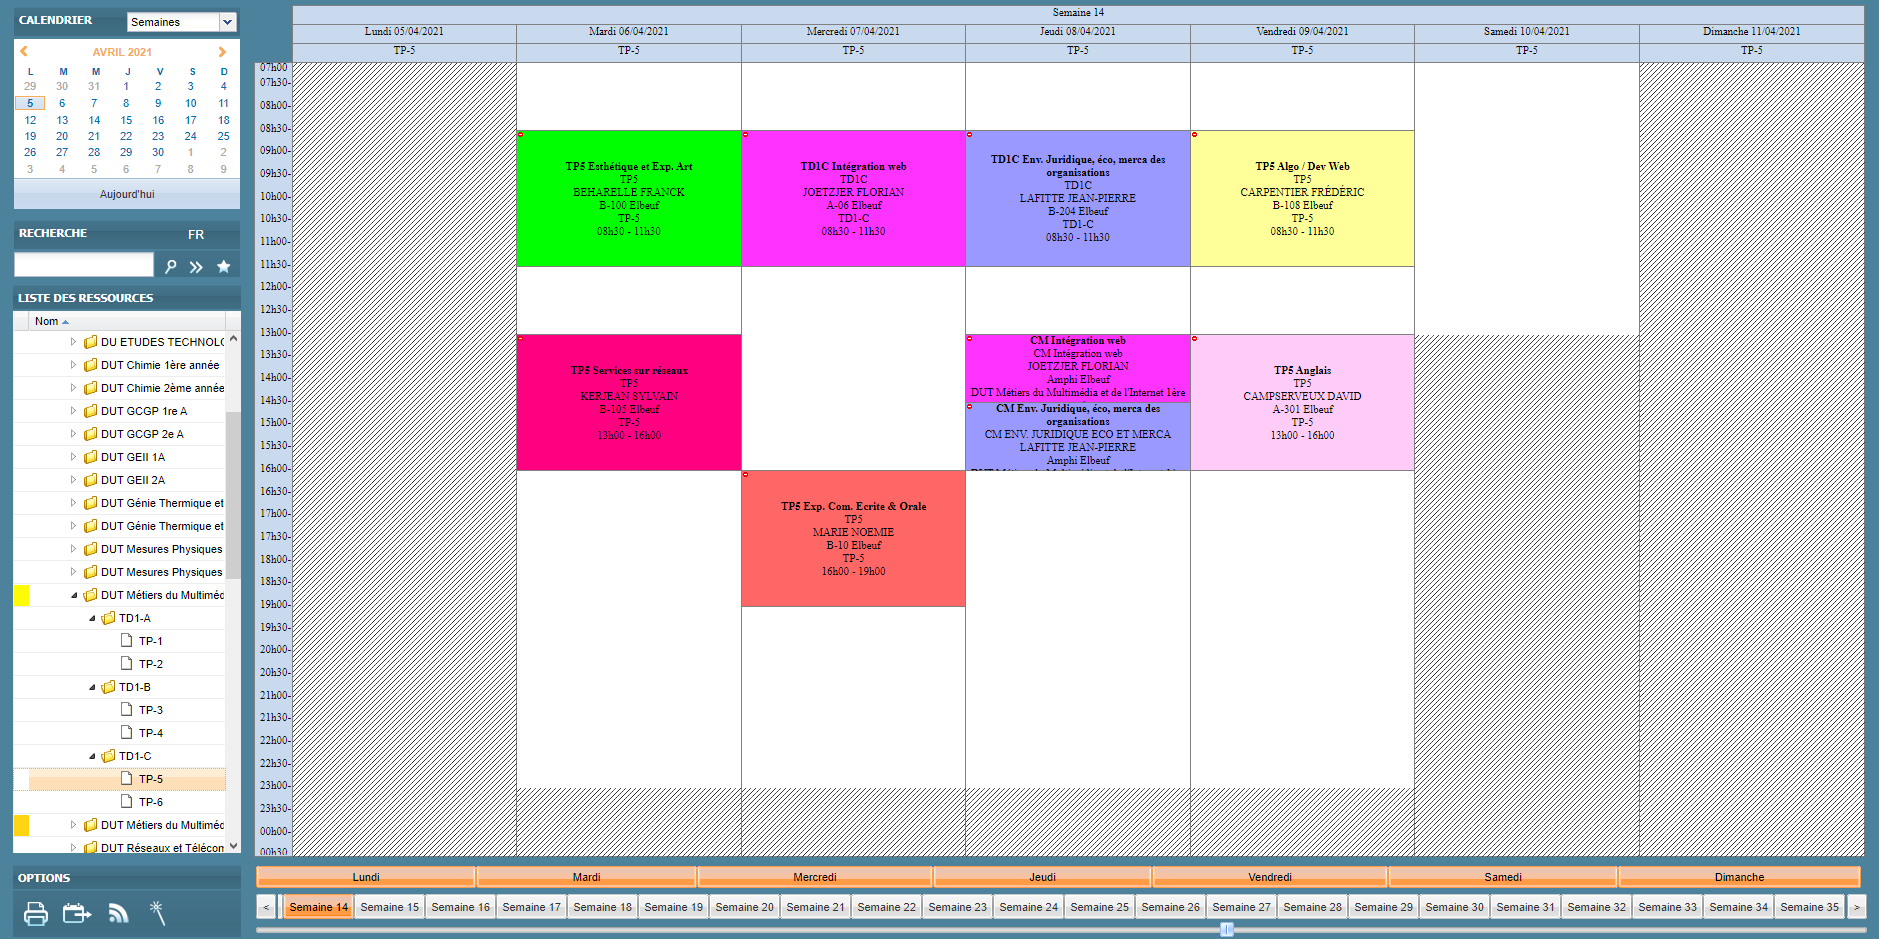 CALENDRIER
Semaines
AVRIL 2021
L M M J V S D
29 30 31 1 2 3 4
5 6 7 8 9 10 11
12 13 14 15 16 17 18
19 20 21 22 23 24 25
26 27 28 29 30 1 2
3 4 5 6 7 8 9
Aujourd'hui
RECHERCHE FR
LISTE DES RESSOURCES
Nom
DU ETUDES TECHNOLO
DUT Chimie 1ère année
DUT Chimie 2ème année
DUT GCGP 1re A
DUT GCGP 2e A
DUT GEII 1A
DUT GEII 2A
DUT Génie Thermique et
DUT Génie Thermique et
DUT Mesures Physiques
DUT Mesures Physiques
DUT Métiers du Multiméd
TD1-A
TP-1
TP-2
TD1-B
TP-3
TP-4
TD1-C
TP-5
TP-6
DUT Métiers du Multiméd
DUT Réseaux et Télécom
OPTIONS
Semaine 14
Lundi 05/04/2021 Mardi 06/04/2021 Mercredi 07/04/2021 Jeudi 08/04/2021 Vendredi 09/04/2021 Samedi 10/04/2021 Dimanche 11/04/2021
TP-5 TP-5 TP-5 TP-5 TP-5 TP-5 TP-5
07h00
07h30-
08h00-
08h30-
09h00-
09h30-
10h00-
10h30-
11h00-
11h30-
12h00-
12h30-
13h00-
13h30-
14h00-
14h30-
15h00-
15h30-
16h00-
16h30-
17h00-
17h30-
18h00-
18h30-
19h00-
19h30-
20h00-
20h30-
21h00-
21h30-
22h00-
22h30-
23h00-
23h30-
00h00-
00h30
TP5 Esthétique et Exp. Art
TP5
BEHARELLE FRANCK
B-100 Elbeuf
TP-5
08h30 - 11h30
TP5 Services sur réseaux
TP5
KERJEAN SYLVAIN
B-105 Elbeuf
TP-5
13h00 - 16h00
TD1C Intégration web
TD1C
JOETZJER FLORIAN
A-06 Elbeuf
TD1-C
08h30 - 11h30
TP5 Exp. Com. Ecrite & Orale
TP5
MARIE NOEMIE
B-10 Elbeuf
TP-5
16h00 - 19h00
TD1C Env. Juridique, éco, merca des
organisations
TD1C
LAFITTE JEAN-PIERRE
B-204 Elbeuf
TD1-C
08h30 - 11h30
CM Intégration web
CM Intégration web
JOETZJER FLORIAN
Amphi Elbeuf
DUT Métiers du Multimédia et de l'Internet 1ère
CM Env. Juridique, éco, merca des
organisations
CM ENV. JURIDIQUE ECO ET MERCA
LAFITTE JEAN-PIERRE
Amphi Elbeuf
TP5 Algo / Dev Web
TP5
CARPENTIER FRÉDÉRIC
B-108 Elbeuf
TP-5
08h30 - 11h30
TP5 Anglais
TP5
CAMPSERVEUX DAVID
A-301 Elbeuf
TP-5
13h00 - 16h00
Lundi Mardi Mercredi Jeudi Vendredi Samedi Dimanche
< Semaine 14 Semaine 15 Semaine 16 Semaine 17 Semaine 18 Semaine 19 Semaine 20 Semaine 21 Semaine 22 Semaine 23 Semaine 24 Semaine 25 Semaine 26 Semaine 27 Semaine 28 Semaine 29 Semaine 30 Semaine 31 Semaine 32 Semaine 33 Semaine 34 Semaine 35 >